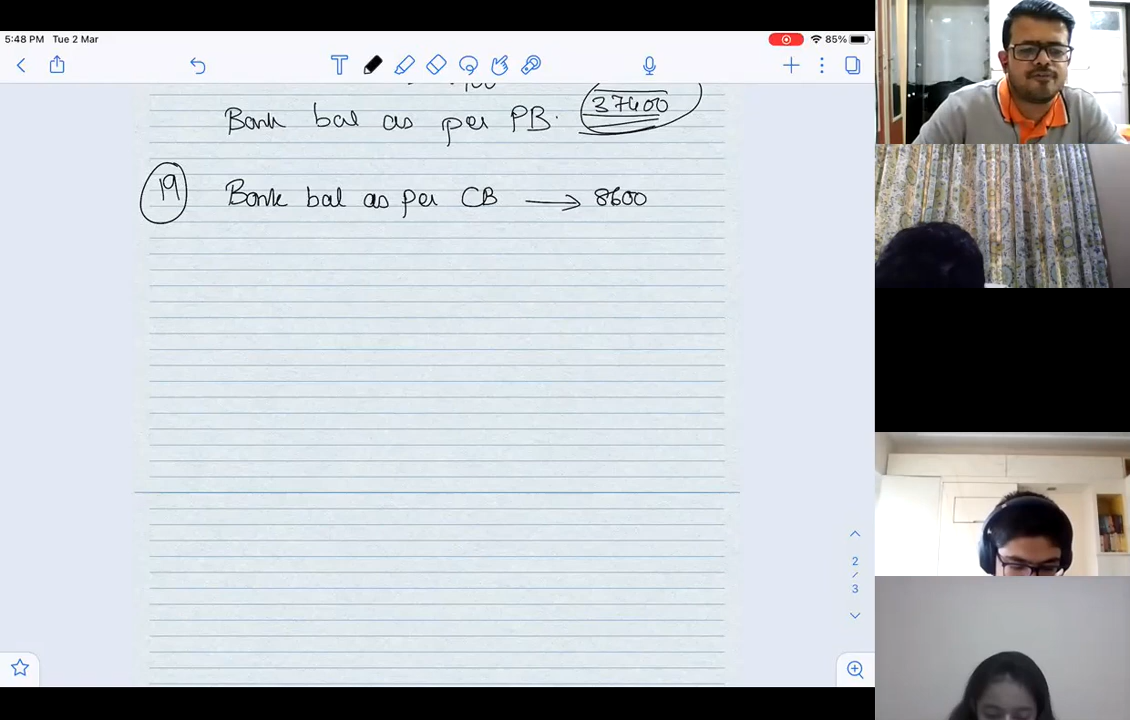 5:48 PM Tue 2 Mar
85%
Bank bal as per PB. 37400
19 Bank bal as per CB → 8600
2
/
3